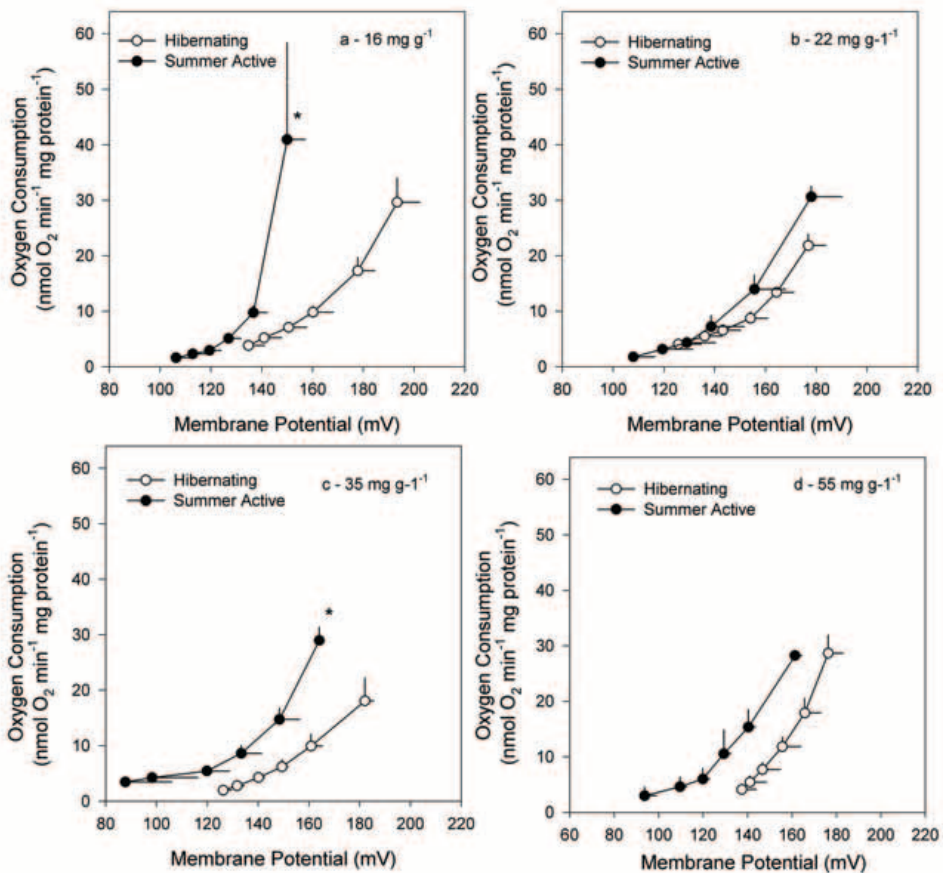 Oxygen Consumption
(nmol O₂ min⁻¹ mg protein⁻¹)
60
50
40
30
20
10
0
Hibernating
Summer Active
a - 16 mg g⁻¹
*
80 100 120 140 160 180 200 220
Membrane Potential (mV)
Oxygen Consumption
(nmol O₂ min⁻¹ mg protein⁻¹)
60
50
40
30
20
10
0
Hibernating
Summer Active
b - 22 mg g-1⁻¹
80 100 120 140 160 180 200 220
Membrane Potential (mV)
Oxygen Consumption
(nmol O₂ min⁻¹ mg protein⁻¹)
60
50
40
30
20
10
0
Hibernating
Summer Active
c - 35 mg g-1⁻¹
*
80 100 120 140 160 180 200 220
Membrane Potential (mV)
Oxygen Consumption
(nmol O₂ min⁻¹ mg protein⁻¹)
60
50
40
30
20
10
0
Hibernating
Summer Active
d - 55 mg g-1⁻¹
60 80 100 120 140 160 180 200 220
Membrane Potential (mV)